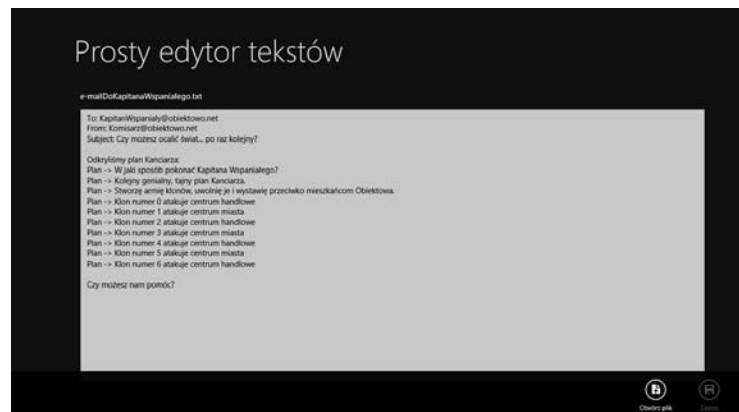 Prosty edytor tekstów
e-mailDoKapitanaWspaniałego.txt
To: KapitanWspanialy@obiektowo.net
From: Komisarz@obiektowo.net
Subject: Czy możesz ocalić świat... po raz kolejny?
Odkryliśmy plan Kanciarza:
Plan -> W jaki sposób pokonać Kapitana Wspaniałego?
Plan -> Kolejny genialny, tajny plan Kanciarza.
Plan -> Stworzę armię klonów, uwolnię je i wystawię przeciwko mieszkańcom Obiektowa.
Plan -> Klon numer 0 atakuje centrum handlowe
Plan -> Klon numer 1 atakuje centrum miasta
Plan -> Klon numer 2 atakuje centrum handlowe
Plan -> Klon numer 3 atakuje centrum miasta
Plan -> Klon numer 4 atakuje centrum handlowe
Plan -> Klon numer 5 atakuje centrum miasta
Plan -> Klon numer 6 atakuje centrum handlowe
Czy możesz nam pomóc?
Otwórz plik Zapisz